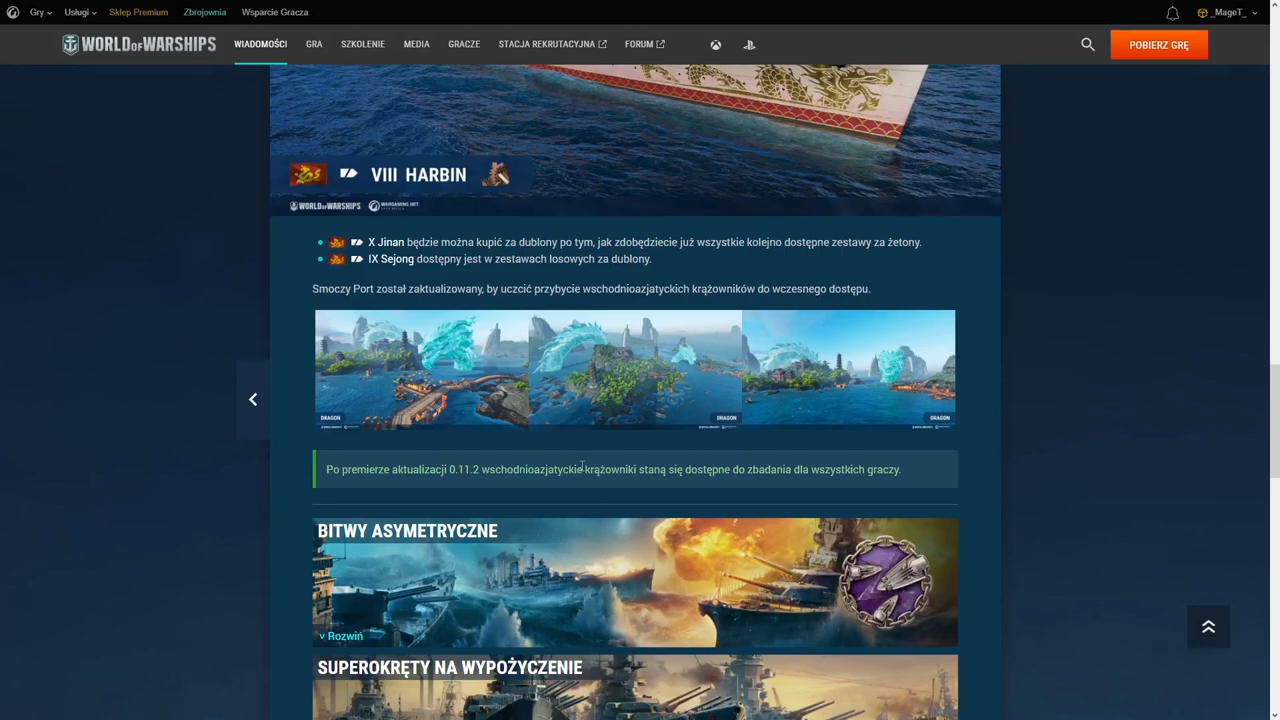 Gry Usługi Sklep Premium Zbrojownia Wsparcie Gracza _MageT_
WORLD OF WARSHIPS WIADOMOŚCI GRA SZKOLENIE MEDIA GRACZE STACJA REKRUTACYJNA FORUM POBIERZ GRĘ
VIII HARBIN
WORLD OF WARSHIPS WARGAMING.NET
X Jinan będzie można kupić za dublony po tym, jak zdobędziecie już wszystkie kolejno dostępne zestawy za żetony.
IX Sejong dostępny jest w zestawach losowych za dublony.
Smoczy Port został zaktualizowany, by uczcić przybycie wschodnioazjatyckich krążowników do wczesnego dostępu.
DRAGON DRAGON DRAGON
Po premierze aktualizacji 0.11.2 wschodnioazjatyckie krążowniki staną się dostępne do zbadania dla wszystkich graczy.
BITWY ASYMETRYCZNE
Rozwiń
SUPEROKRĘTY NA WYPOŻYCZENIE